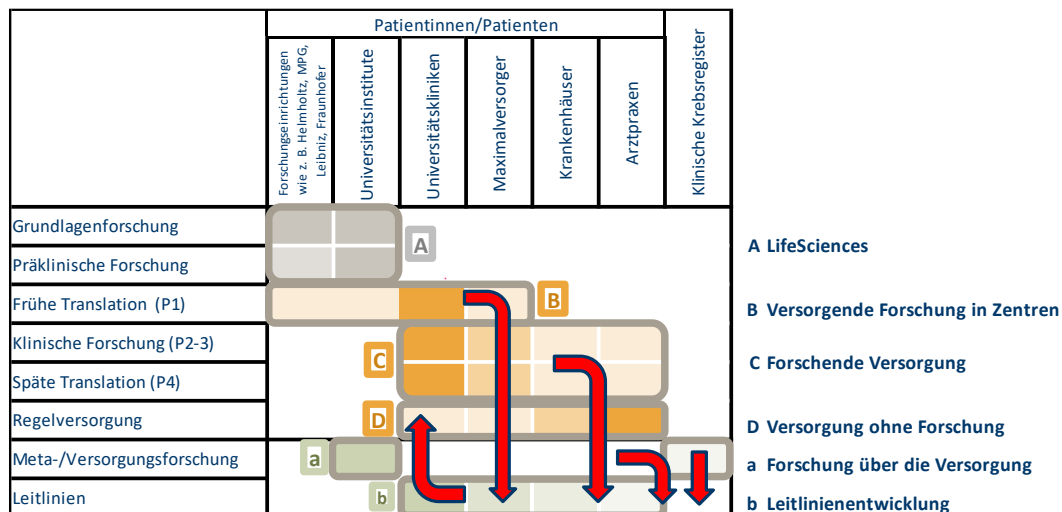 Patientinnen/Patienten
Forschungseinrichtungen
wie z. B. Helmholtz, MPG,
Leibniz, Fraunhofer
Universitätsinstitute
Universitätskliniken
Maximalversorger
Krankenhäuser
Arztpraxen
Klinische Krebsregister
Grundlagenforschung
Präklinische Forschung
Frühe Translation (P1)
Klinische Forschung (P2-3)
Späte Translation (P4)
Regelversorgung
Meta-/Versorgungsforschung
Leitlinien
A
B
C
D
a
b
A LifeSciences
B Versorgende Forschung in Zentren
C Forschende Versorgung
D Versorgung ohne Forschung
a Forschung über die Versorgung
b Leitlinienentwicklung